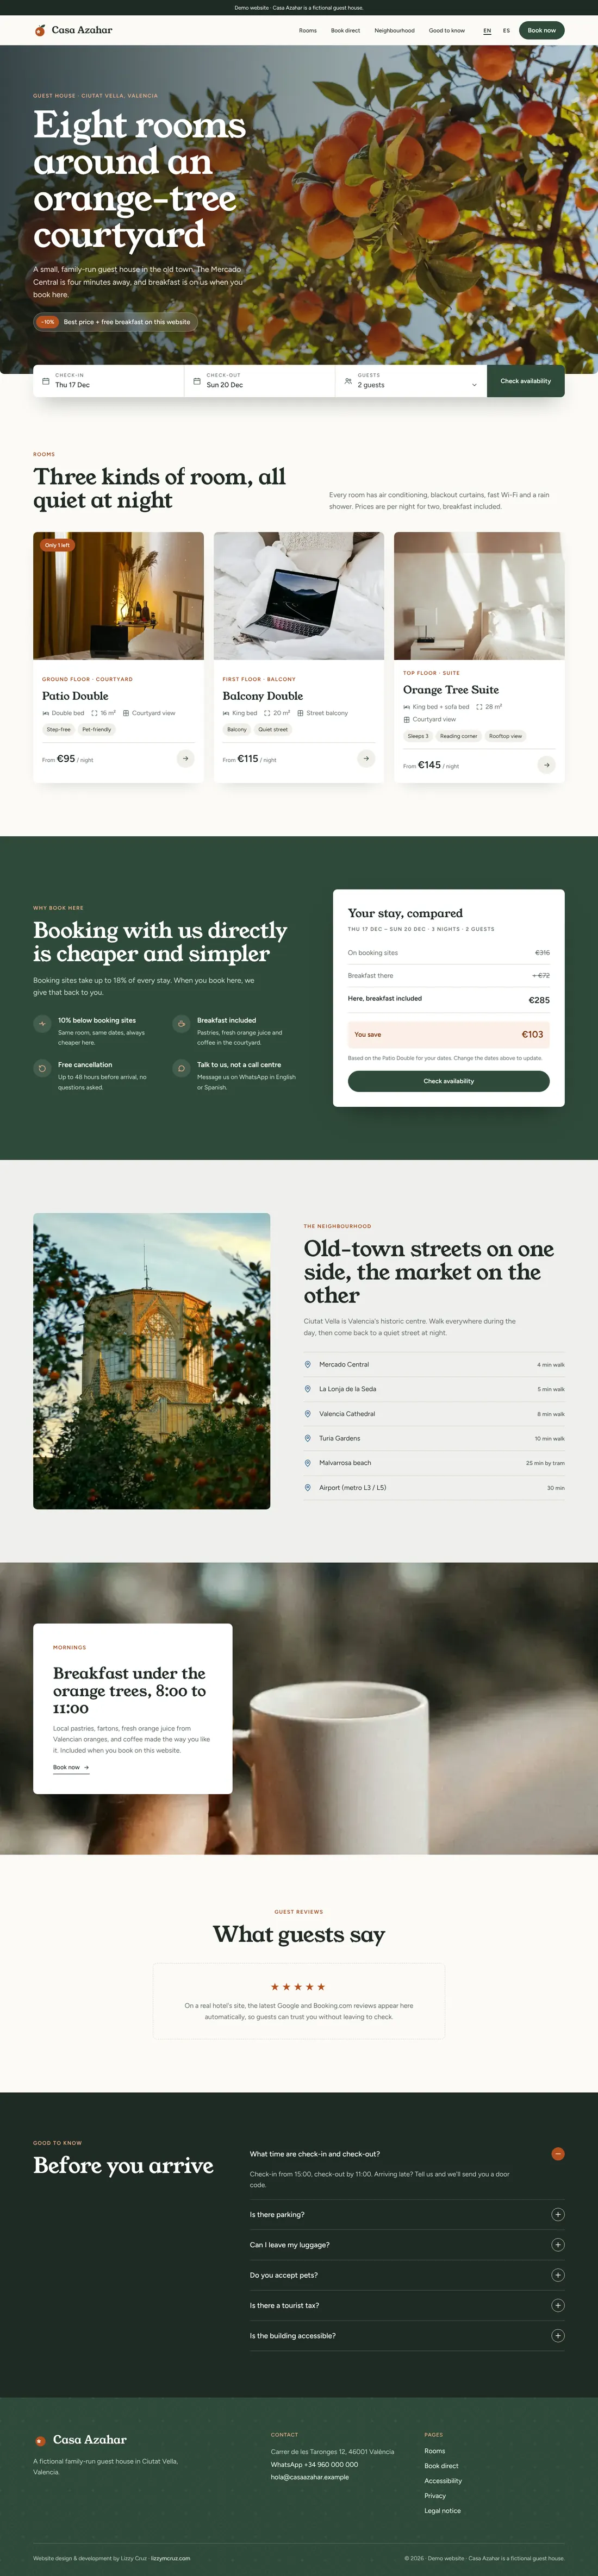 Demo website · Casa Azahar is a fictional guest house.
Casa Azahar
Rooms
Book direct
Neighbourhood
Good to know
EN
ES
Book now
GUEST HOUSE · CIUTAT VELLA, VALENCIA
Eight rooms
around an
orange-tree
courtyard
A small, family-run guest house in the old town. The Mercado
Central is four minutes away, and breakfast is on us when you
book here.
-10%
Best price + free breakfast on this website
CHECK-IN
Thu 17 Dec
CHECK-OUT
Sun 20 Dec
GUESTS
2 guests
Check availability
ROOMS
Three kinds of room, all
quiet at night
Every room has air conditioning, blackout curtains, fast Wi-Fi and a rain
shower. Prices are per night for two, breakfast included.
Only 1 left
GROUND FLOOR · COURTYARD
Patio Double
Double bed
16 m²
Courtyard view
Step-free
Pet-friendly
From €95 / night
FIRST FLOOR · BALCONY
Balcony Double
King bed
20 m²
Street balcony
Balcony
Quiet street
From €115 / night
TOP FLOOR · SUITE
Orange Tree Suite
King bed + sofa bed
28 m²
Courtyard view
Sleeps 3
Reading corner
Rooftop view
From €145 / night
WHY BOOK HERE
Booking with us directly
is cheaper and simpler
Booking sites take up to 18% of every stay. When you book here, we
give that back to you.
10% below booking sites
Same room, same dates, always
cheaper here.
Breakfast included
Pastries, fresh orange juice and
coffee in the courtyard.
Free cancellation
Up to 48 hours before arrival, no
questions asked.
Talk to us, not a call centre
Message us on WhatsApp in English
or Spanish.
Your stay, compared
THU 17 DEC – SUN 20 DEC · 3 NIGHTS · 2 GUESTS
On booking sites
€316
Breakfast there
+ €72
Here, breakfast included
€285
You save
€103
Based on the Patio Double for your dates. Change the dates above to update.
Check availability
THE NEIGHBOURHOOD
Old-town streets on one
side, the market on the
other
Ciutat Vella is Valencia's historic centre. Walk everywhere during the
day, then come back to a quiet street at night.
Mercado Central
4 min walk
La Lonja de la Seda
5 min walk
Valencia Cathedral
8 min walk
Turia Gardens
10 min walk
Malvarrosa beach
25 min by tram
Airport (metro L3 / L5)
30 min
MORNINGS
Breakfast under the
orange trees, 8:00 to
11:00
Local pastries, fartons, fresh orange juice from
Valencian oranges, and coffee made the way you like
it. Included when you book on this website.
Book now
GUEST REVIEWS
What guests say
On a real hotel's site, the latest Google and Booking.com reviews appear here
automatically, so guests can trust you without leaving to check.
GOOD TO KNOW
Before you arrive
What time are check-in and check-out?
Check-in from 15:00, check-out by 11:00. Arriving late? Tell us and we'll send you a door
code.
Is there parking?
Can I leave my luggage?
Do you accept pets?
Is there a tourist tax?
Is the building accessible?
Casa Azahar
A fictional family-run guest house in Ciutat Vella,
Valencia.
CONTACT
Carrer de les Taronges 12, 46001 València
WhatsApp +34 960 000 000
hola@casaazahar.example
PAGES
Rooms
Book direct
Accessibility
Privacy
Legal notice
Website design & development by Lizzy Cruz · lizzymcruz.com
© 2026 · Demo website · Casa Azahar is a fictional guest house.